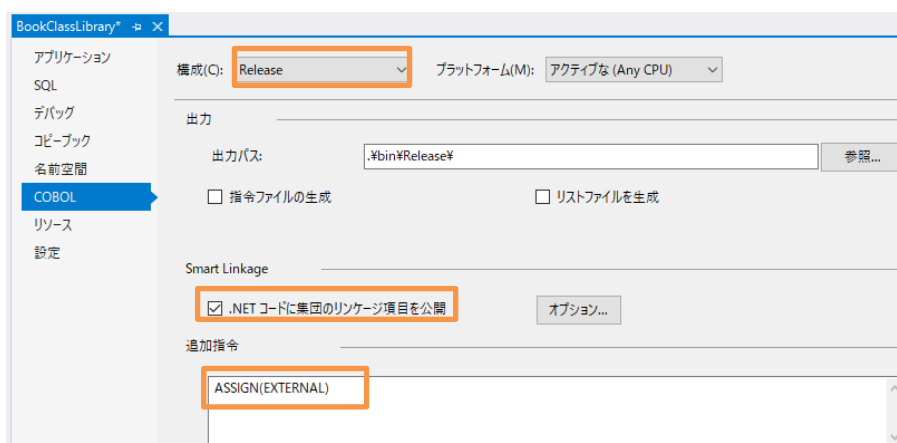 BookClassLibrary*
アプリケーション
SQL
デバッグ
コピーブック
名前空間
COBOL
リソース
設定
構成(C): Release プラットフォーム(M): アクティブな (Any CPU)
出力
出力パス: .¥bin¥Release¥ 参照...
指令ファイルの生成 リストファイルを生成
Smart Linkage
.NET コードに集団のリンケージ項目を公開 オプション...
追加指令
ASSIGN(EXTERNAL)